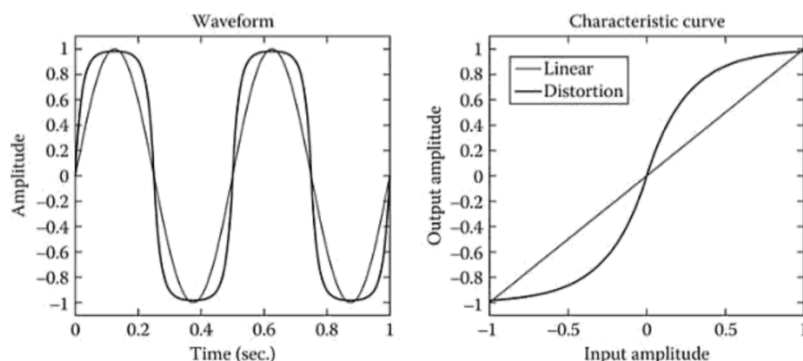 Waveform
1
0.8
0.6
0.4
0.2
0
−0.2
−0.4
−0.6
−0.8
−1
Amplitude
0 0.2 0.4 0.6 0.8 1
Time (sec.)
Characteristic curve
1
0.8
0.6
0.4
0.2
0
−0.2
−0.4
−0.6
−0.8
−1
Output amplitude
Linear
Distortion
−1 −0.5 0 0.5 1
Input amplitude